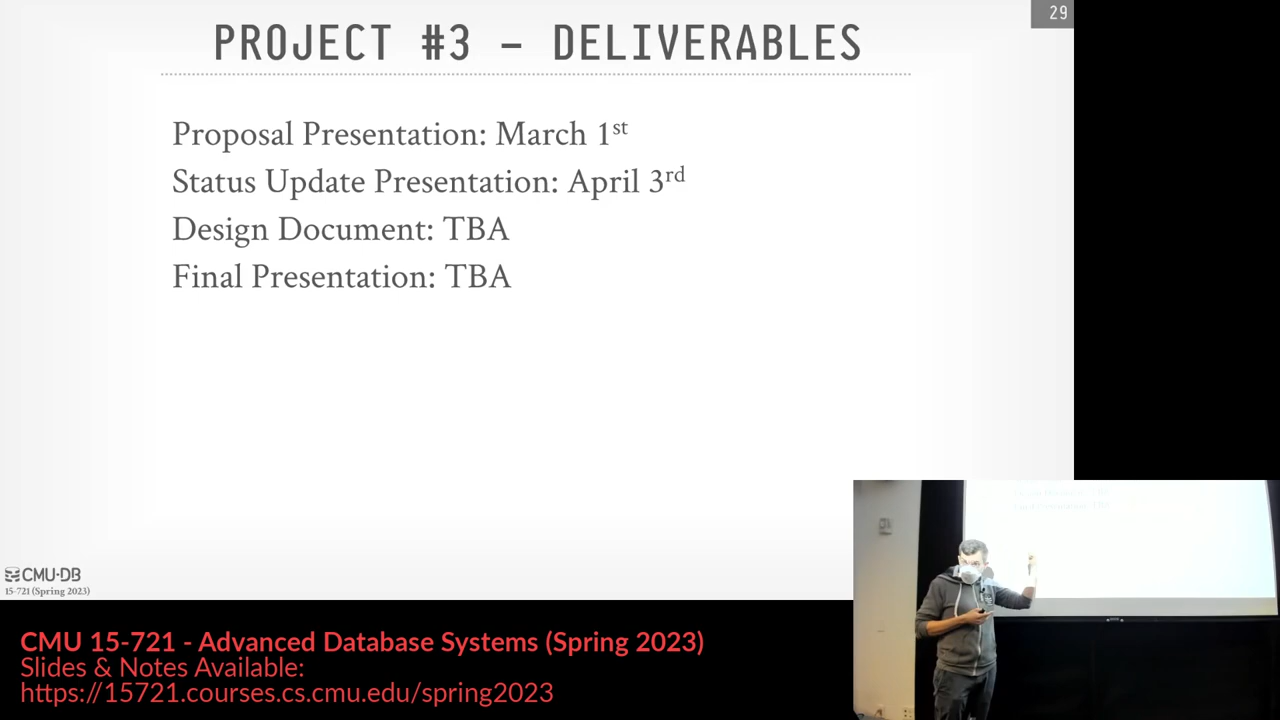 29
PROJECT #3 – DELIVERABLES
Proposal Presentation: March 1st
Status Update Presentation: April 3rd
Design Document: TBA
Final Presentation: TBA
CMU·DB
15-721 (Spring 2023)
CMU 15-721 - Advanced Database Systems (Spring 2023)
Slides & Notes Available:
https://15721.courses.cs.cmu.edu/spring2023